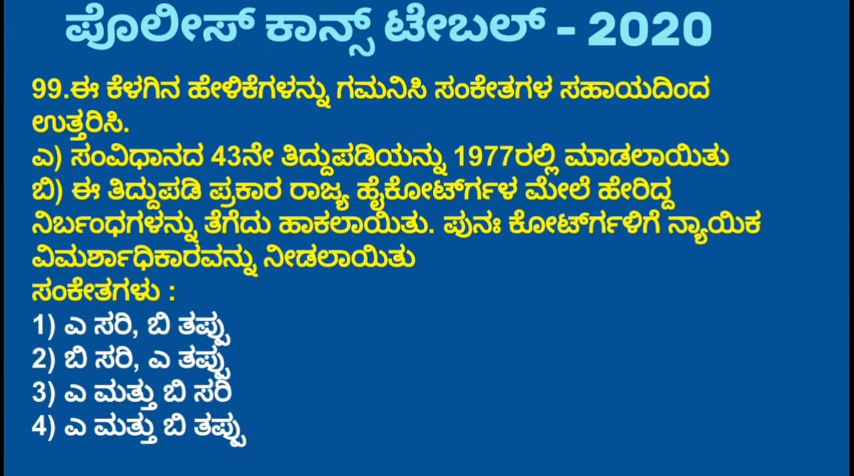 ಪೊಲೀಸ್ ಕಾನ್ಸ್ಟೇಬಲ್ - 2020
99.ಈ ಕೆಳಗಿನ ಹೇಳಿಕೆಗಳನ್ನು ಗಮನಿಸಿ ಸಂಕೇತಗಳ ಸಹಾಯದಿಂದ
ಉತ್ತರಿಸಿ.
ಎ) ಸಂವಿಧಾನದ 43ನೇ ತಿದ್ದುಪಡಿಯನ್ನು 1977ರಲ್ಲಿ ಮಾಡಲಾಯಿತು
ಬಿ) ಈ ತಿದ್ದುಪಡಿ ಪ್ರಕಾರ ರಾಜ್ಯ ಹೈಕೋರ್ಟ್‌ಗಳ ಮೇಲೆ ಹೇರಿದ್ದ
ನಿರ್ಬಂಧಗಳನ್ನು ತೆಗೆದು ಹಾಕಲಾಯಿತು. ಪುನಃ ಕೋರ್ಟ್‌ಗಳಿಗೆ ನ್ಯಾಯಿಕ
ವಿಮರ್ಶಾಧಿಕಾರವನ್ನು ನೀಡಲಾಯಿತು
ಸಂಕೇತಗಳು :
1) ಎ ಸರಿ, ಬಿ ತಪ್ಪು
2) ಬಿ ಸರಿ, ಎ ತಪ್ಪು
3) ಎ ಮತ್ತು ಬಿ ಸರಿ
4) ಎ ಮತ್ತು ಬಿ ತಪ್ಪು